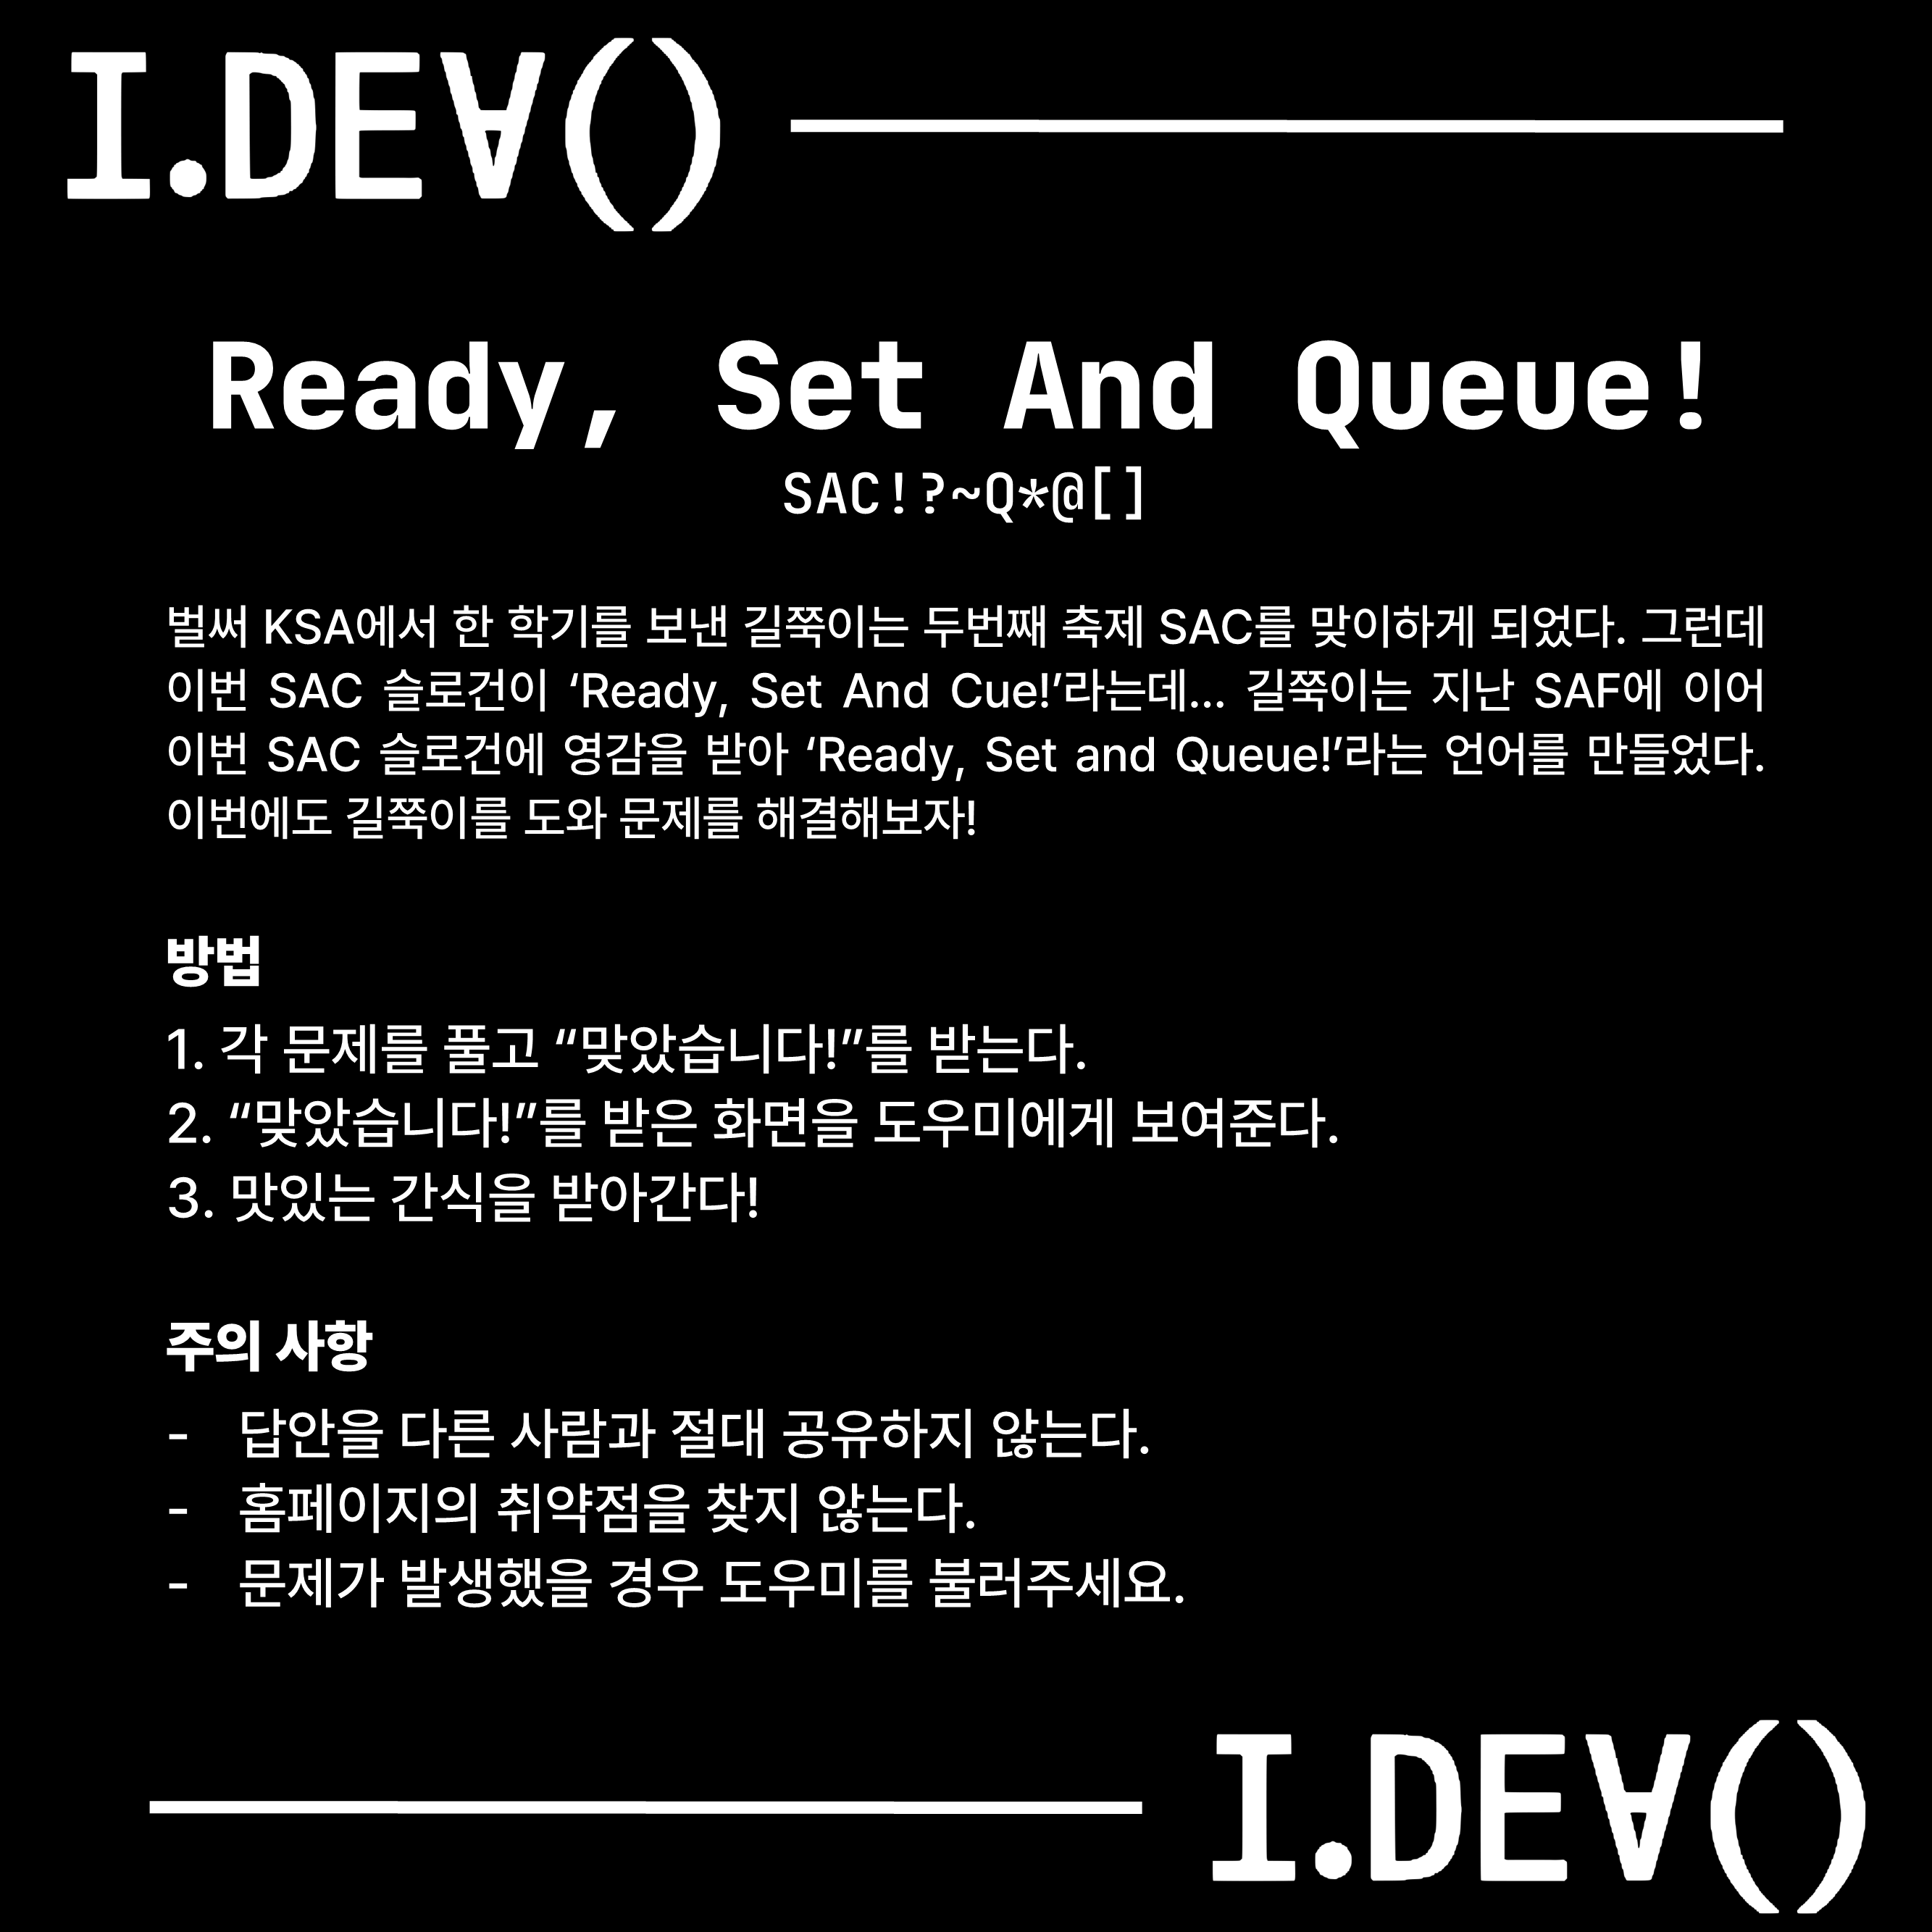 I.DEV()
Ready, Set And Queue!
SAC!?~Q*@[]
벌써 KSA에서 한 학기를 보낸 길쭉이는 두번째 축제 SAC를 맞이하게 되었다. 그런데
이번 SAC 슬로건이 ‘Ready, Set And Cue!’라는데... 길쭉이는 지난 SAF에 이어
이번 SAC 슬로건에 영감을 받아 ‘Ready, Set and Queue!’라는 언어를 만들었다.
이번에도 길쭉이를 도와 문제를 해결해보자!
방법
1. 각 문제를 풀고 “맞았습니다!”를 받는다.
2. “맞았습니다!”를 받은 화면을 도우미에게 보여준다.
3. 맛있는 간식을 받아간다!
주의 사항
- 답안을 다른 사람과 절대 공유하지 않는다.
- 홈페이지의 취약점을 찾지 않는다.
- 문제가 발생했을 경우 도우미를 불러주세요.
I.DEV()